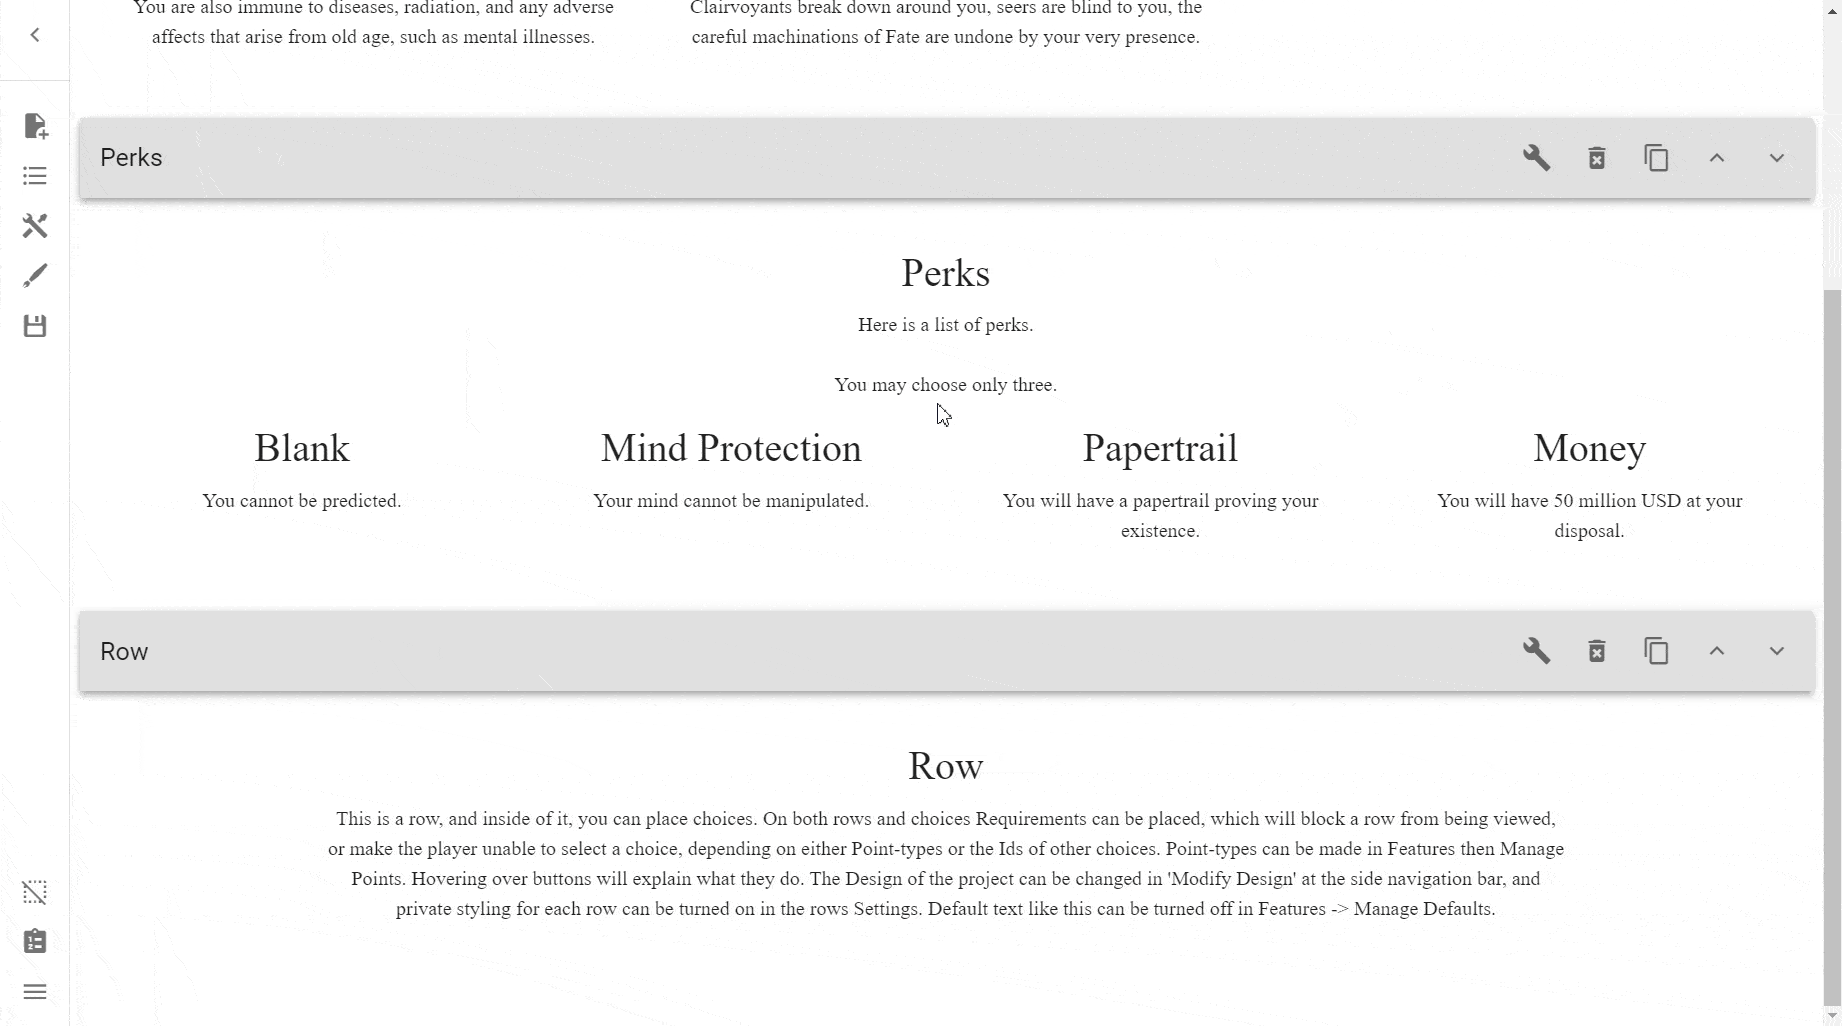 You are also immune to diseases, radiation, and any adverse
affects that arise from old age, such as mental illnesses.
Clairvoyants break down around you, seers are blind to you, the
careful machinations of Fate are undone by your very presence.
Perks
Perks
Here is a list of perks.
You may choose only three.
Blank
You cannot be predicted.
Mind Protection
Your mind cannot be manipulated.
Papertrail
You will have a papertrail proving your
existence.
Money
You will have 50 million USD at your
disposal.
Row
Row
This is a row, and inside of it, you can place choices. On both rows and choices Requirements can be placed, which will block a row from being viewed,
or make the player unable to select a choice, depending on either Point-types or the Ids of other choices. Point-types can be made in Features then Manage
Points. Hovering over buttons will explain what they do. The Design of the project can be changed in 'Modify Design' at the side navigation bar, and
private styling for each row can be turned on in the rows Settings. Default text like this can be turned off in Features -> Manage Defaults.